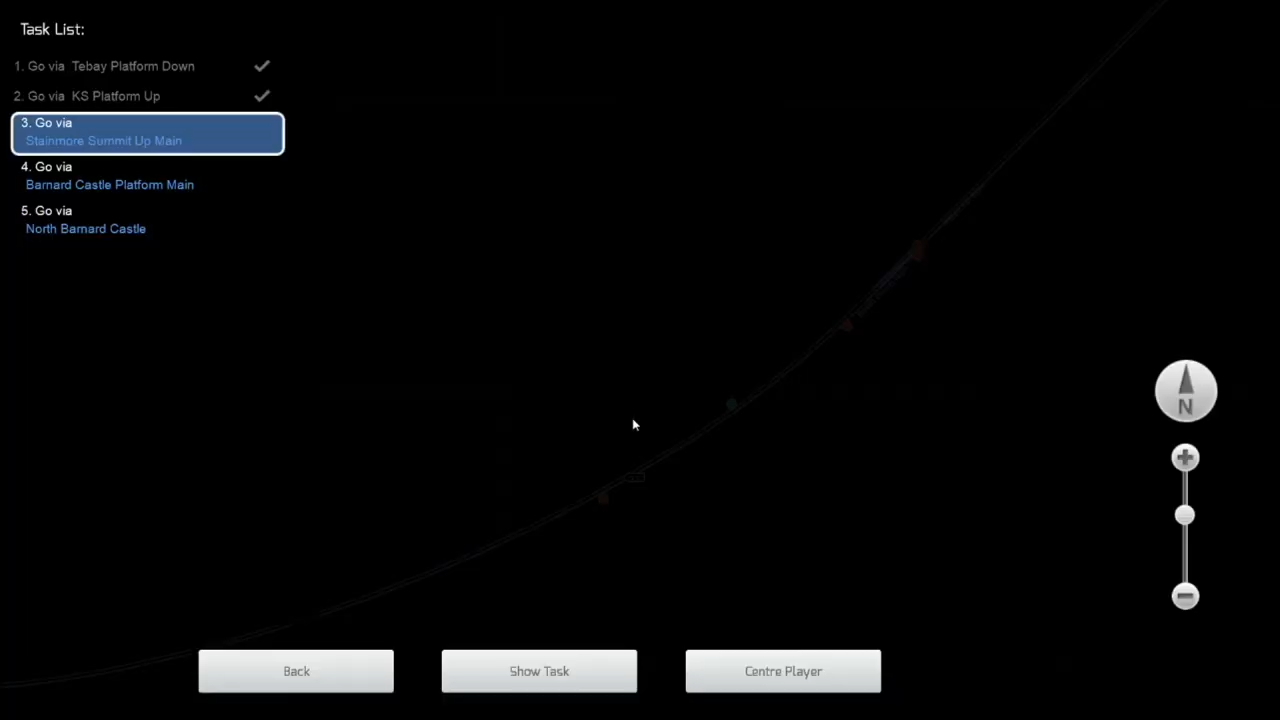 Task List:
1. Go via Tebay Platform Down
2. Go via KS Platform Up
3. Go via
Stainmore Summit Up Main
4. Go via
Barnard Castle Platform Main
5. Go via
North Barnard Castle
N
Back
Show Task
Centre Player